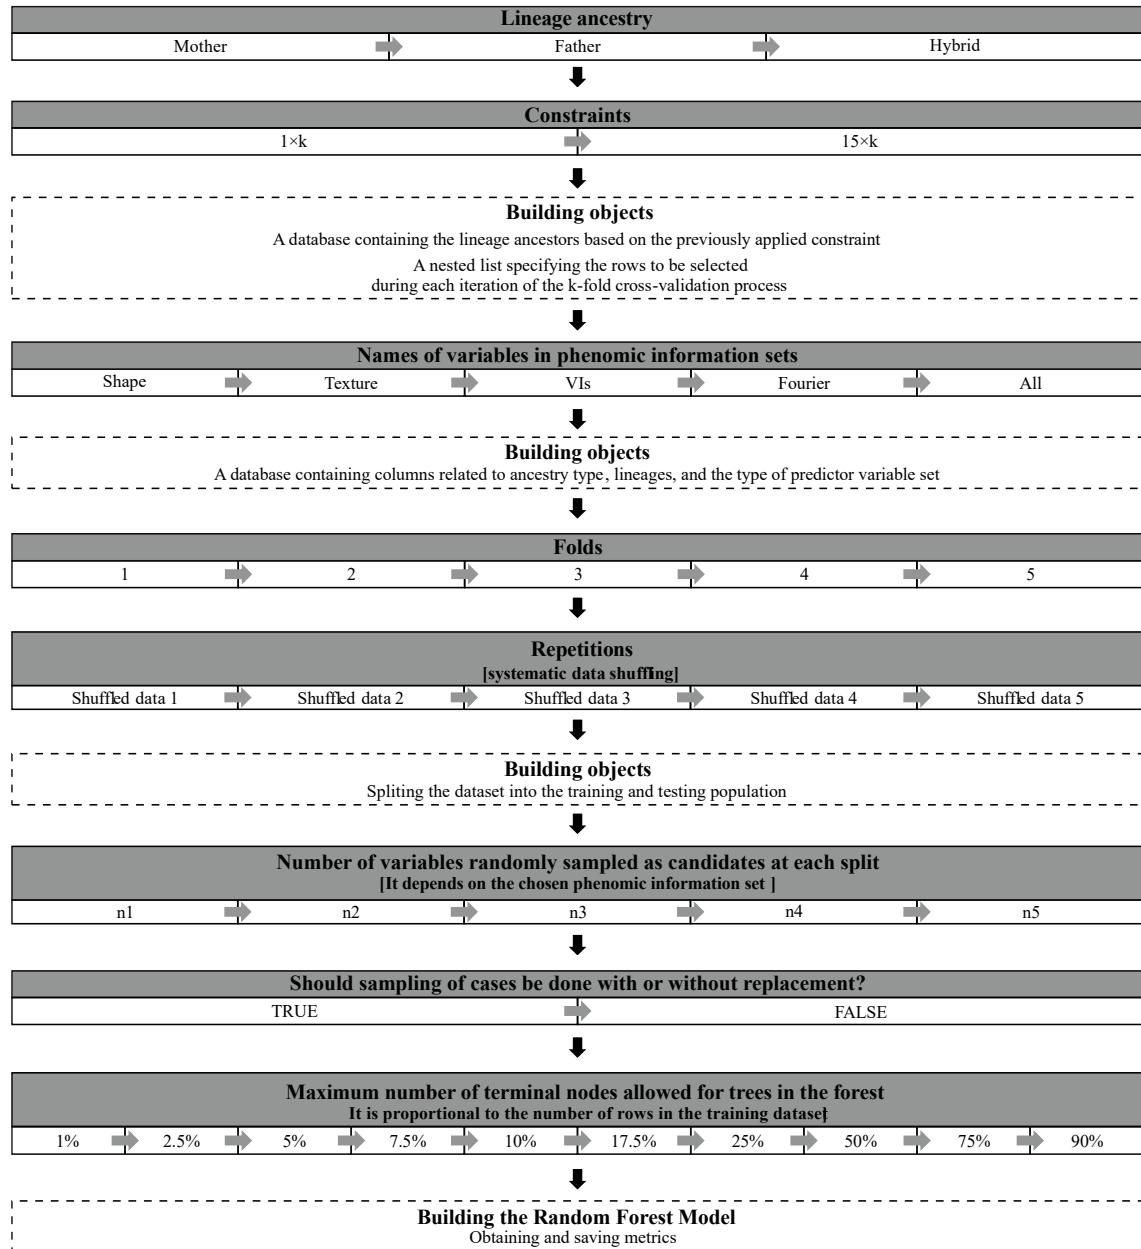 Lineage ancestry
Mother Father Hybrid
Constraints
1×k 15×k
Building objects
A database containing the lineage ancestors based on the previously applied constraint
A nested list specifying the rows to be selected
during each iteration of the k-fold cross-validation process
Names of variables in phenomic information sets
Shape Texture VIs Fourier All
Building objects
A database containing columns related to ancestry type, lineages, and the type of predictor variable set
Folds
1 2 3 4 5
Repetitions
[systematic data shuffling]
Shuffled data 1 Shuffled data 2 Shuffled data 3 Shuffled data 4 Shuffled data 5
Building objects
Spliting the dataset into the training and testing population
Number of variables randomly sampled as candidates at each split
[It depends on the chosen phenomic information set ]
n1 n2 n3 n4 n5
Should sampling of cases be done with or without replacement?
TRUE FALSE
Maximum number of terminal nodes allowed for trees in the forest
It is proportional to the number of rows in the training dataset]
1% 2.5% 5% 7.5% 10% 17.5% 25% 50% 75% 90%
Building the Random Forest Model
Obtaining and saving metrics